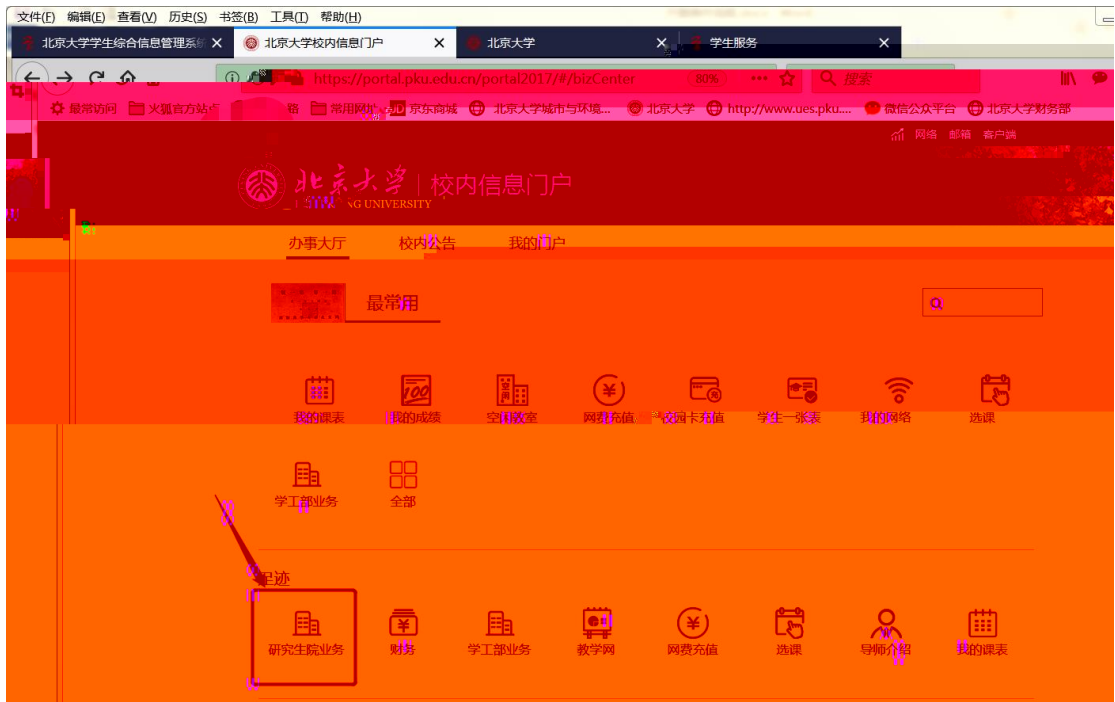 文件(F) 编辑(E) 查看(V) 历史(S) 书签(B) 工具(T) 帮助(H)
北京大学学生综合信息管理系统 北京大学校内信息门户 北京大学 学生服务
https://portal.pku.edu.cn/portal2017/#/bizCenter 80% 搜索
最常访问 火狐官方站点 常用网址 京东商城 北京大学城市与环境... 北京大学 http://www.ues.pku.... 微信公众平台 北京大学财务部
网络 邮箱 客户端
北京大学 校内信息门户
UNIVERSITY
办事大厅 校内公告 我的门户
最常用
我的课表 我的成绩 空闲教室 网费充值 校园卡充值 学生一张表 我的网络 选课
学工部业务 全部
足迹
研究生院业务 财务 学工部业务 教学网 网费充值 选课 导师介绍 我的课表